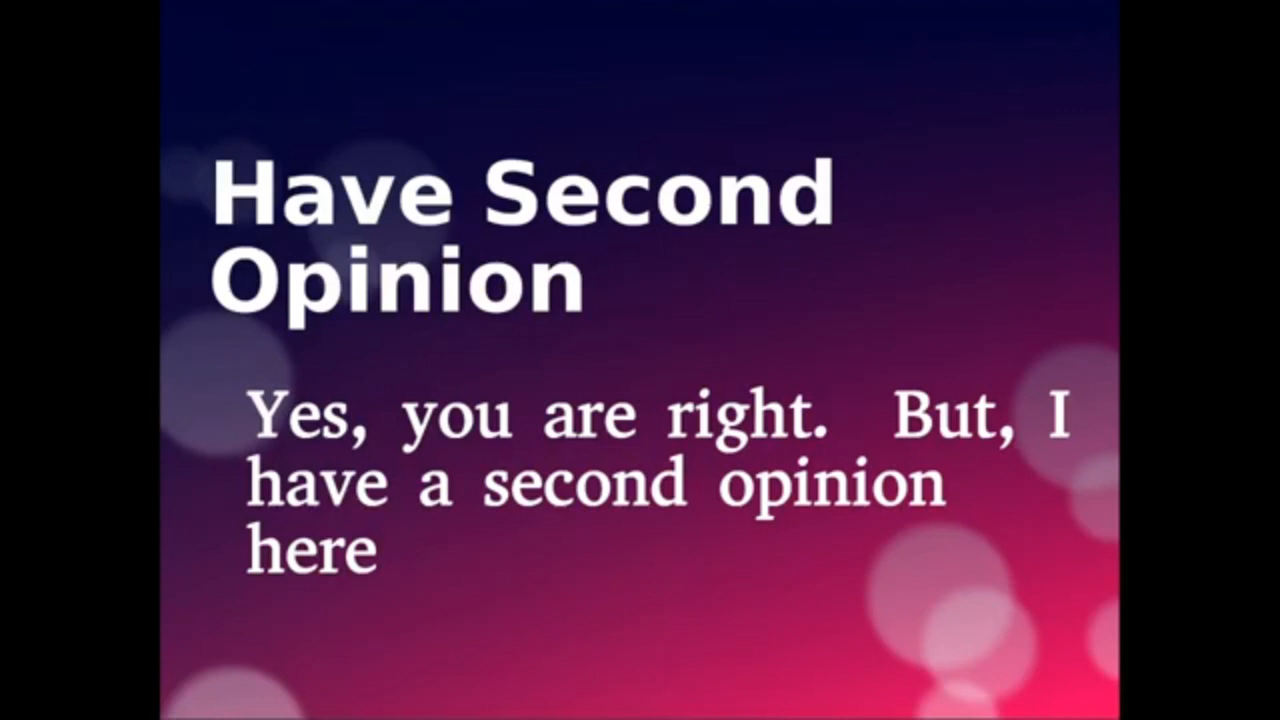 Have Second
Opinion
Yes, you are right. But, I
have a second opinion
here